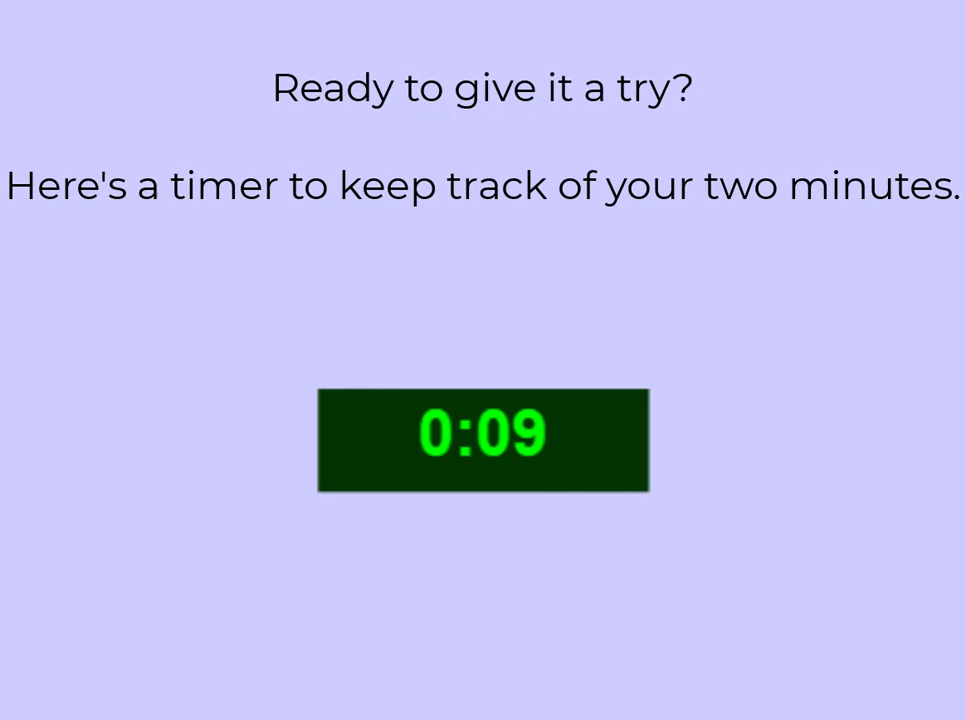 Ready to give it a try?
Here's a timer to keep track of your two minutes.
0:09